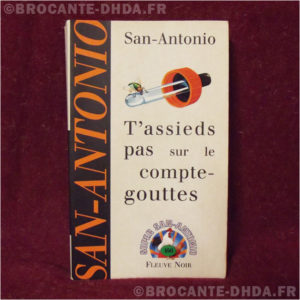 ©BROCANTE-DHDA.FR
SAN-ANTONIO
San-Antonio
T'assieds
pas sur le
compte-
gouttes
SUPER SAN-ANTONIO
FLEUVE NOIR
©BROCANTE-DHDA.FR